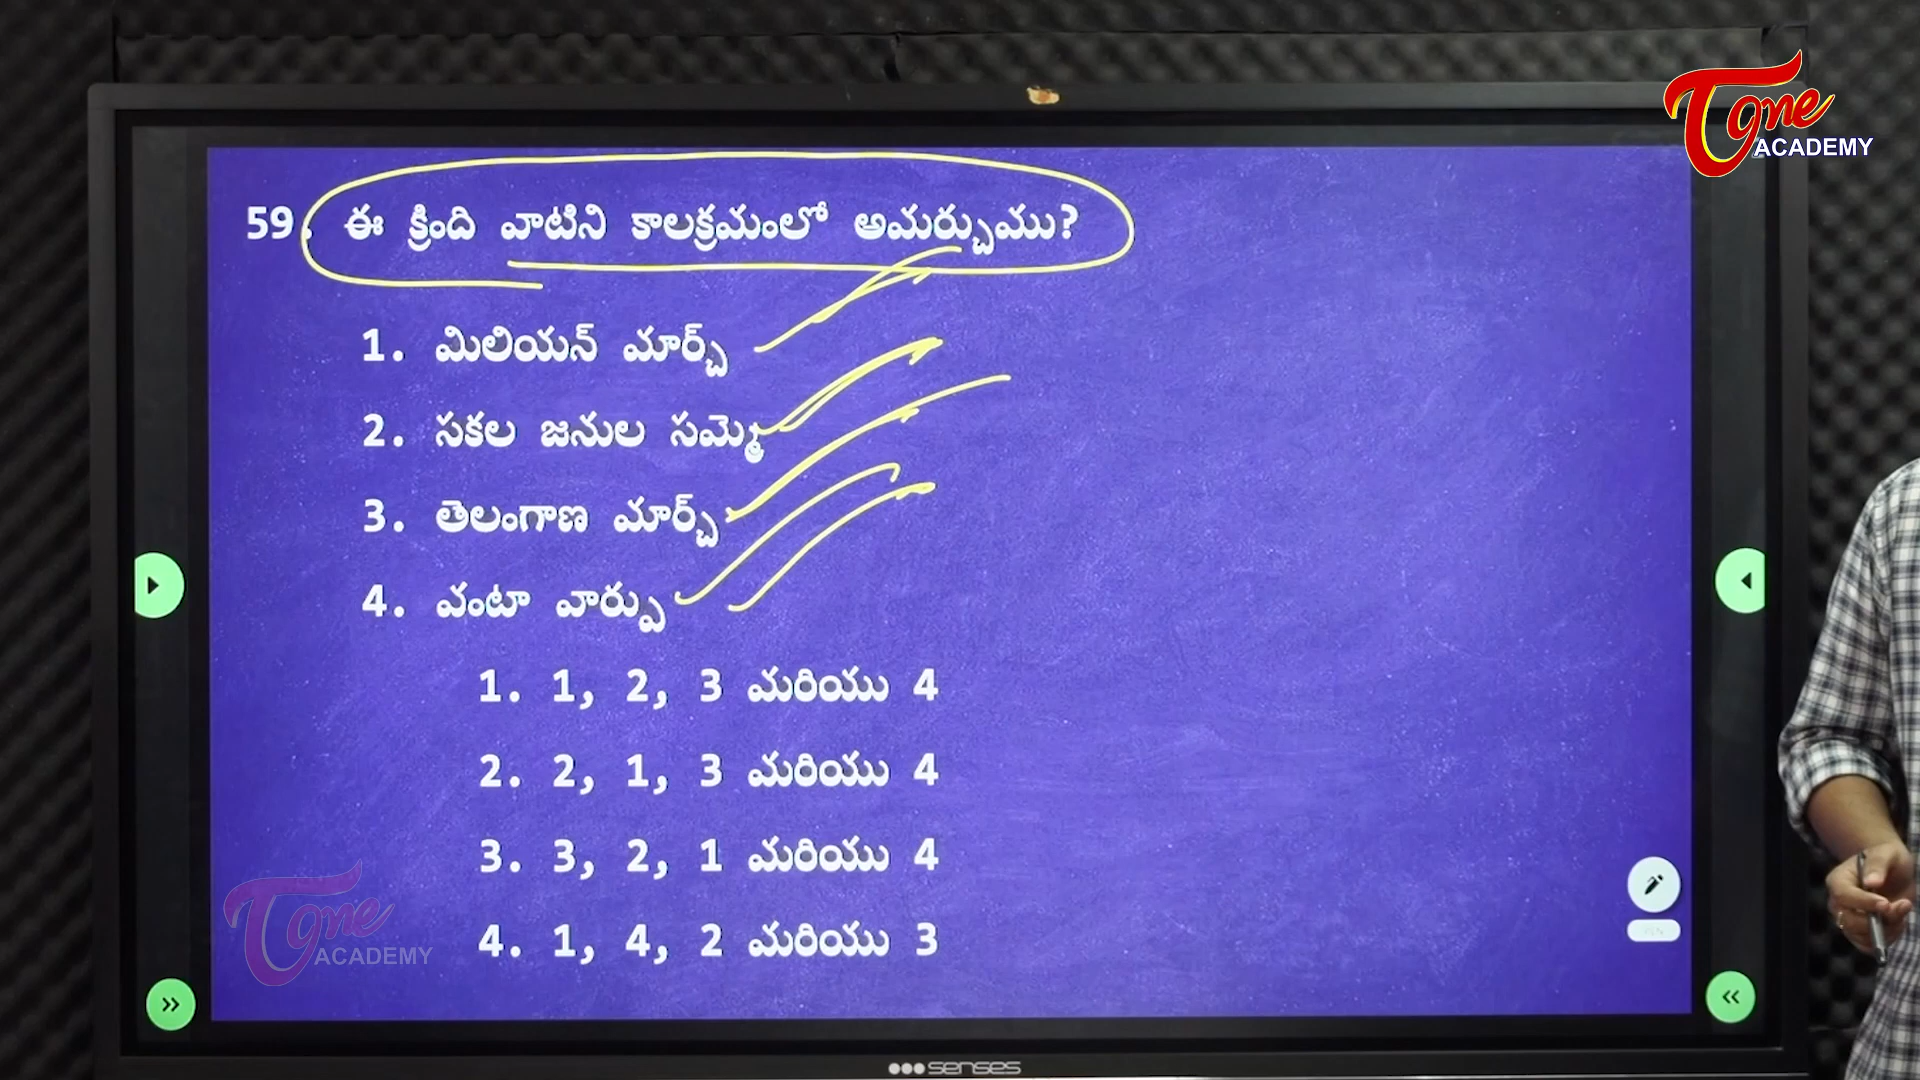 Tone
ACADEMY
59. ఈ క్రింది వాటిని కాలక్రమంలో అమర్చుము?
1. మిలియన్ మార్చ్
2. సకల జనుల సమ్మె
3. తెలంగాణ మార్చ్
4. వంటా వార్పు
1. 1, 2, 3 మరియు 4
2. 2, 1, 3 మరియు 4
3. 3, 2, 1 మరియు 4
4. 1, 4, 2 మరియు 3
Tone
ACADEMY
senses